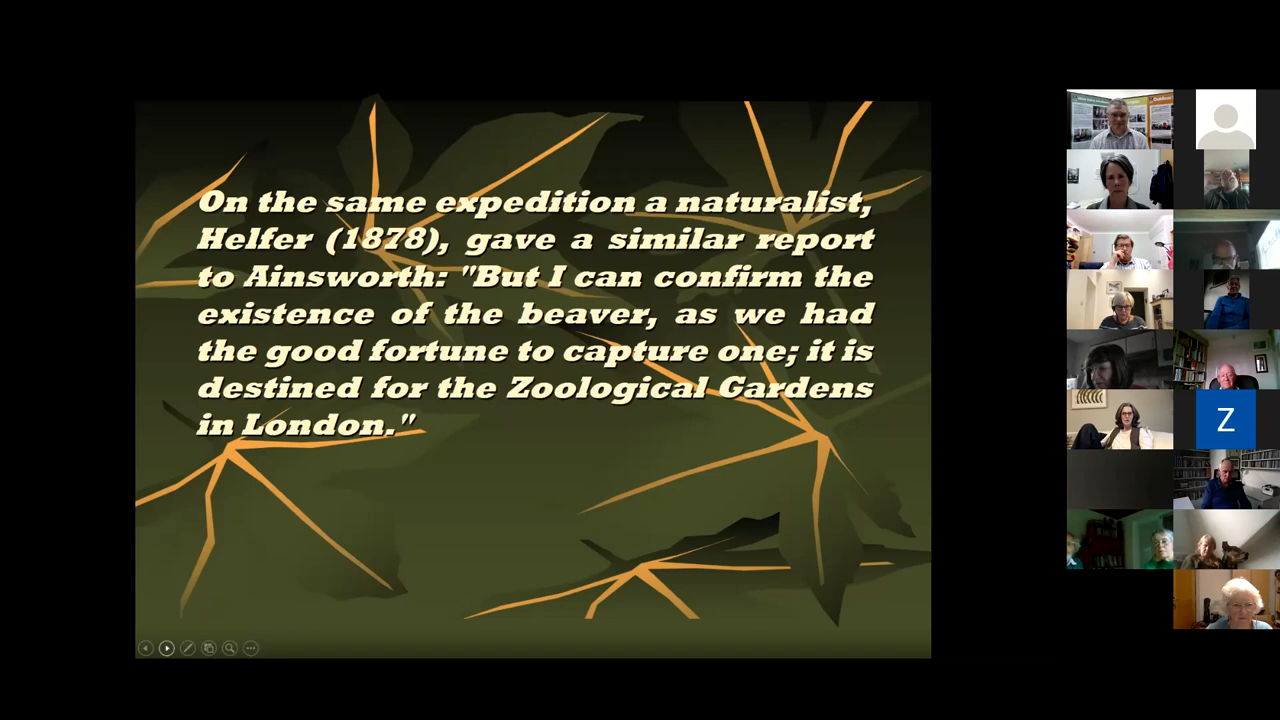 On the same expedition a naturalist,
Helfer (1878), gave a similar report
to Ainsworth: "But I can confirm the
existence of the beaver, as we had
the good fortune to capture one; it is
destined for the Zoological Gardens
in London."
Z